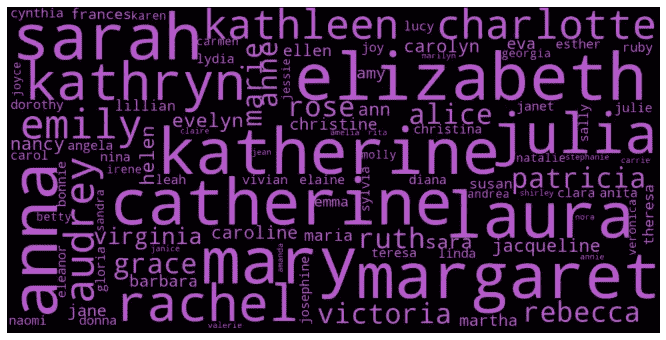 cynthia frances karen
sarah
kathleen
charlotte
lucy
carmen
lydia
joyce
kathryn
marie
anne
ellen
joy
carolyn
eva
esther
ruby
georgia
marilyn
jessie
amy
elizabeth
dorothy
lillian
rose
ann
alice
janet
julie
emily
evelyn
christine
christina
sally
julia
nancy
angela
claire
amelia
rita
carol
nina
helen
katherine
jean
molly
natalie
stephanie
carrie
irene
leah
vivian
elaine
diana
susan
patricia
anna
bonnie
audrey
sandra
catherine
emma
sylvia
laura
andrea
shirley
clara
anita
betty
virginia
caroline
maria
ruth
sara
nora
veronica
theresa
eleanor
gloria
janice
grace
mary
amanda
teresa
linda
jacqueline
annie
barbara
josephine
margaret
jane
rachel
victoria
martha
rebecca
naomi
donna
valerie